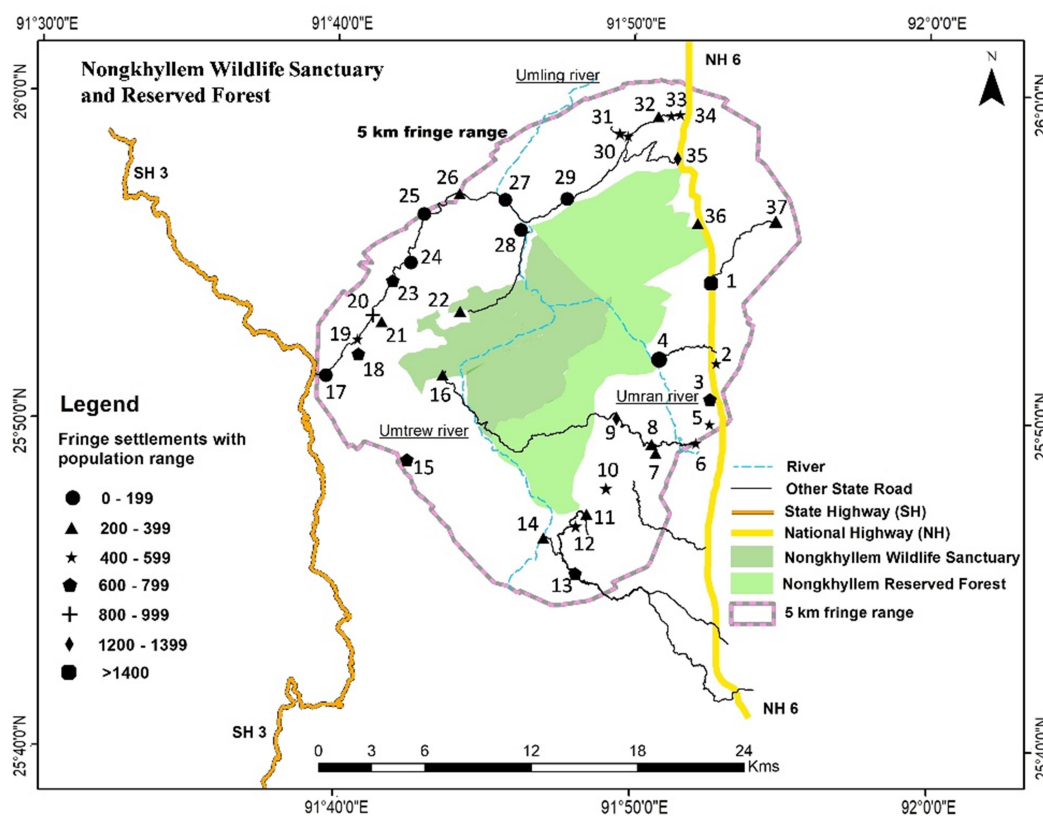 91°30'0"E
91°40'0"E
91°50'0"E
92°0'0"E
Nongkhyllem Wildlife Sanctuary
and Reserved Forest
Umling river
NH 6
N
26°0'0"N
26°0'0"N
5 km fringe range
SH 3
31
32
33
34
30
35
26
27
29
25
28
36
37
24
23
1
22
20
21
19
18
4
2
17
16
3
Umran river
5
25°50'0"N
25°50'0"N
Legend
Umtrew river
9
8
7
6
Fringe settlements with
population range
15
10
0 - 199
200 - 399
400 - 599
600 - 799
800 - 999
1200 - 1399
>1400
14
11
12
13
River
Other State Road
State Highway (SH)
National Highway (NH)
Nongkhyllem Wildlife Sanctuary
Nongkhyllem Reserved Forest
5 km fringe range
SH 3
NH 6
25°40'0"N
25°40'0"N
0 3 6 12 18 24
Kms
91°40'0"E
91°50'0"E
92°0'0"E